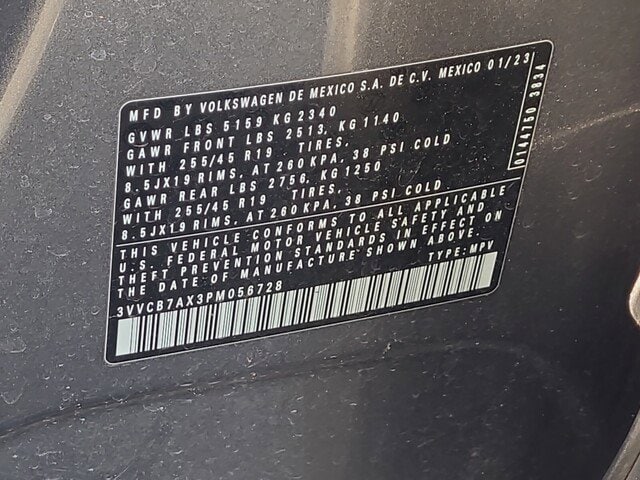 MFD BY VOLKSWAGEN DE MEXICO S.A. DE C.V. MEXICO 01/23
GVWR LBS 5159 KG 2340
GAWR FRONT LBS 2513, KG 1140
WITH 255/45 R19 TIRES,
8.5JX19 RIMS, AT 260 KPA, 38 PSI COLD
GAWR REAR LBS 2756, KG 1250
WITH 255/45 R19 TIRES,
8.5JX19 RIMS, AT 260 KPA, 38 PSI COLD.
THIS VEHICLE CONFORMS TO ALL APPLICABLE
U.S. FEDERAL MOTOR VEHICLE SAFETY AND
THEFT PREVENTION STANDARDS IN EFFECT ON
THE DATE OF MANUFACTURE SHOWN ABOVE.
3VVCB7AX3PM056728 TYPE: MPV
0144750 3834